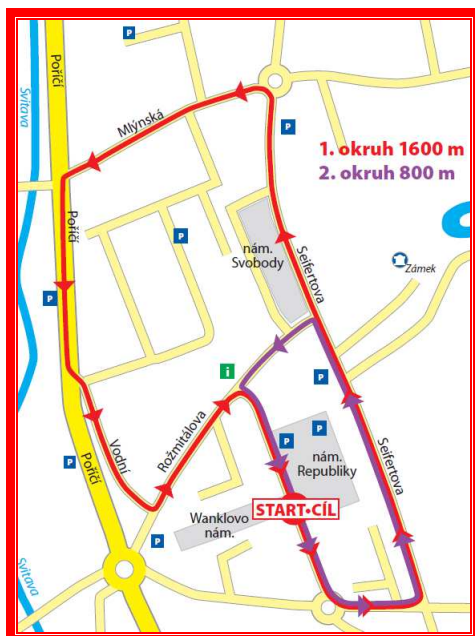 P
Poříčí
Svitava
Mlýnská
P
1. okruh 1600 m
2. okruh 800 m
Poříčí
P
nám.
Svobody
Seifertova
Zámek
P
i
P
Vodní
Rožmitálova
P
P
nám.
Republiky
Seifertova
Poříčí
P
START•CÍL
Wanklovo
nám.
P
Svitava